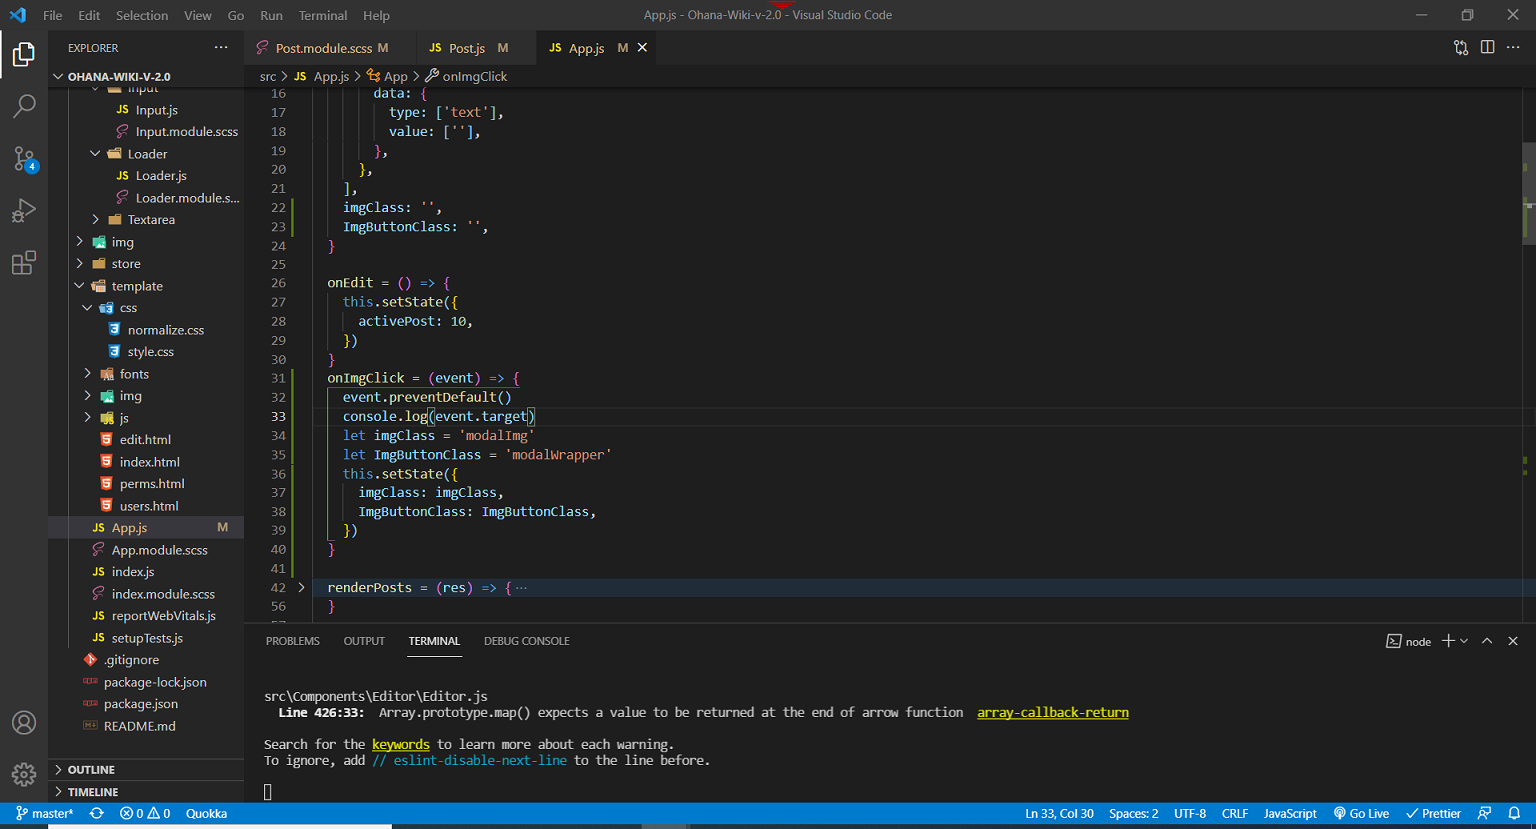 File Edit Selection View Go Run Terminal Help
App.js - Ohana-Wiki-v-2.0 - Visual Studio Code
EXPLORER
OHANA-WIKI-V-2.0
Input
JS Input.js
Input.module.scss
Loader
JS Loader.js
Loader.module.s...
Textarea
img
store
template
css
normalize.css
style.css
fonts
img
js
edit.html
index.html
perms.html
users.html
JS App.js M
App.module.scss
JS index.js
index.module.scss
JS reportWebVitals.js
JS setupTests.js
.gitignore
package-lock.json
package.json
README.md
OUTLINE
TIMELINE
4
Post.module.scss M JS Post.js M JS App.js M
src > JS App.js > App > onImgClick
16 data: {
17 type: ['text'],
18 value: [''],
19 },
20 },
21 ],
22 imgClass: '',
23 ImgButtonClass: '',
24 }
25
26 onEdit = () => {
27 this.setState({
28 activePost: 10,
29 })
30 }
31 onImgClick = (event) => {
32 event.preventDefault()
33 console.log(event.target)
34 let imgClass = 'modalImg'
35 let ImgButtonClass = 'modalWrapper'
36 this.setState({
37 imgClass: imgClass,
38 ImgButtonClass: ImgButtonClass,
39 })
40 }
41
42 renderPosts = (res) => { ...
56 }
PROBLEMS OUTPUT TERMINAL DEBUG CONSOLE
node
src\Components\Editor\Editor.js
Line 426:33: Array.prototype.map() expects a value to be returned at the end of arrow function array-callback-return
Search for the keywords to learn more about each warning.
To ignore, add // eslint-disable-next-line to the line before.
master* 0 0 Quokka
Ln 33, Col 30 Spaces: 2 UTF-8 CRLF JavaScript Go Live Prettier